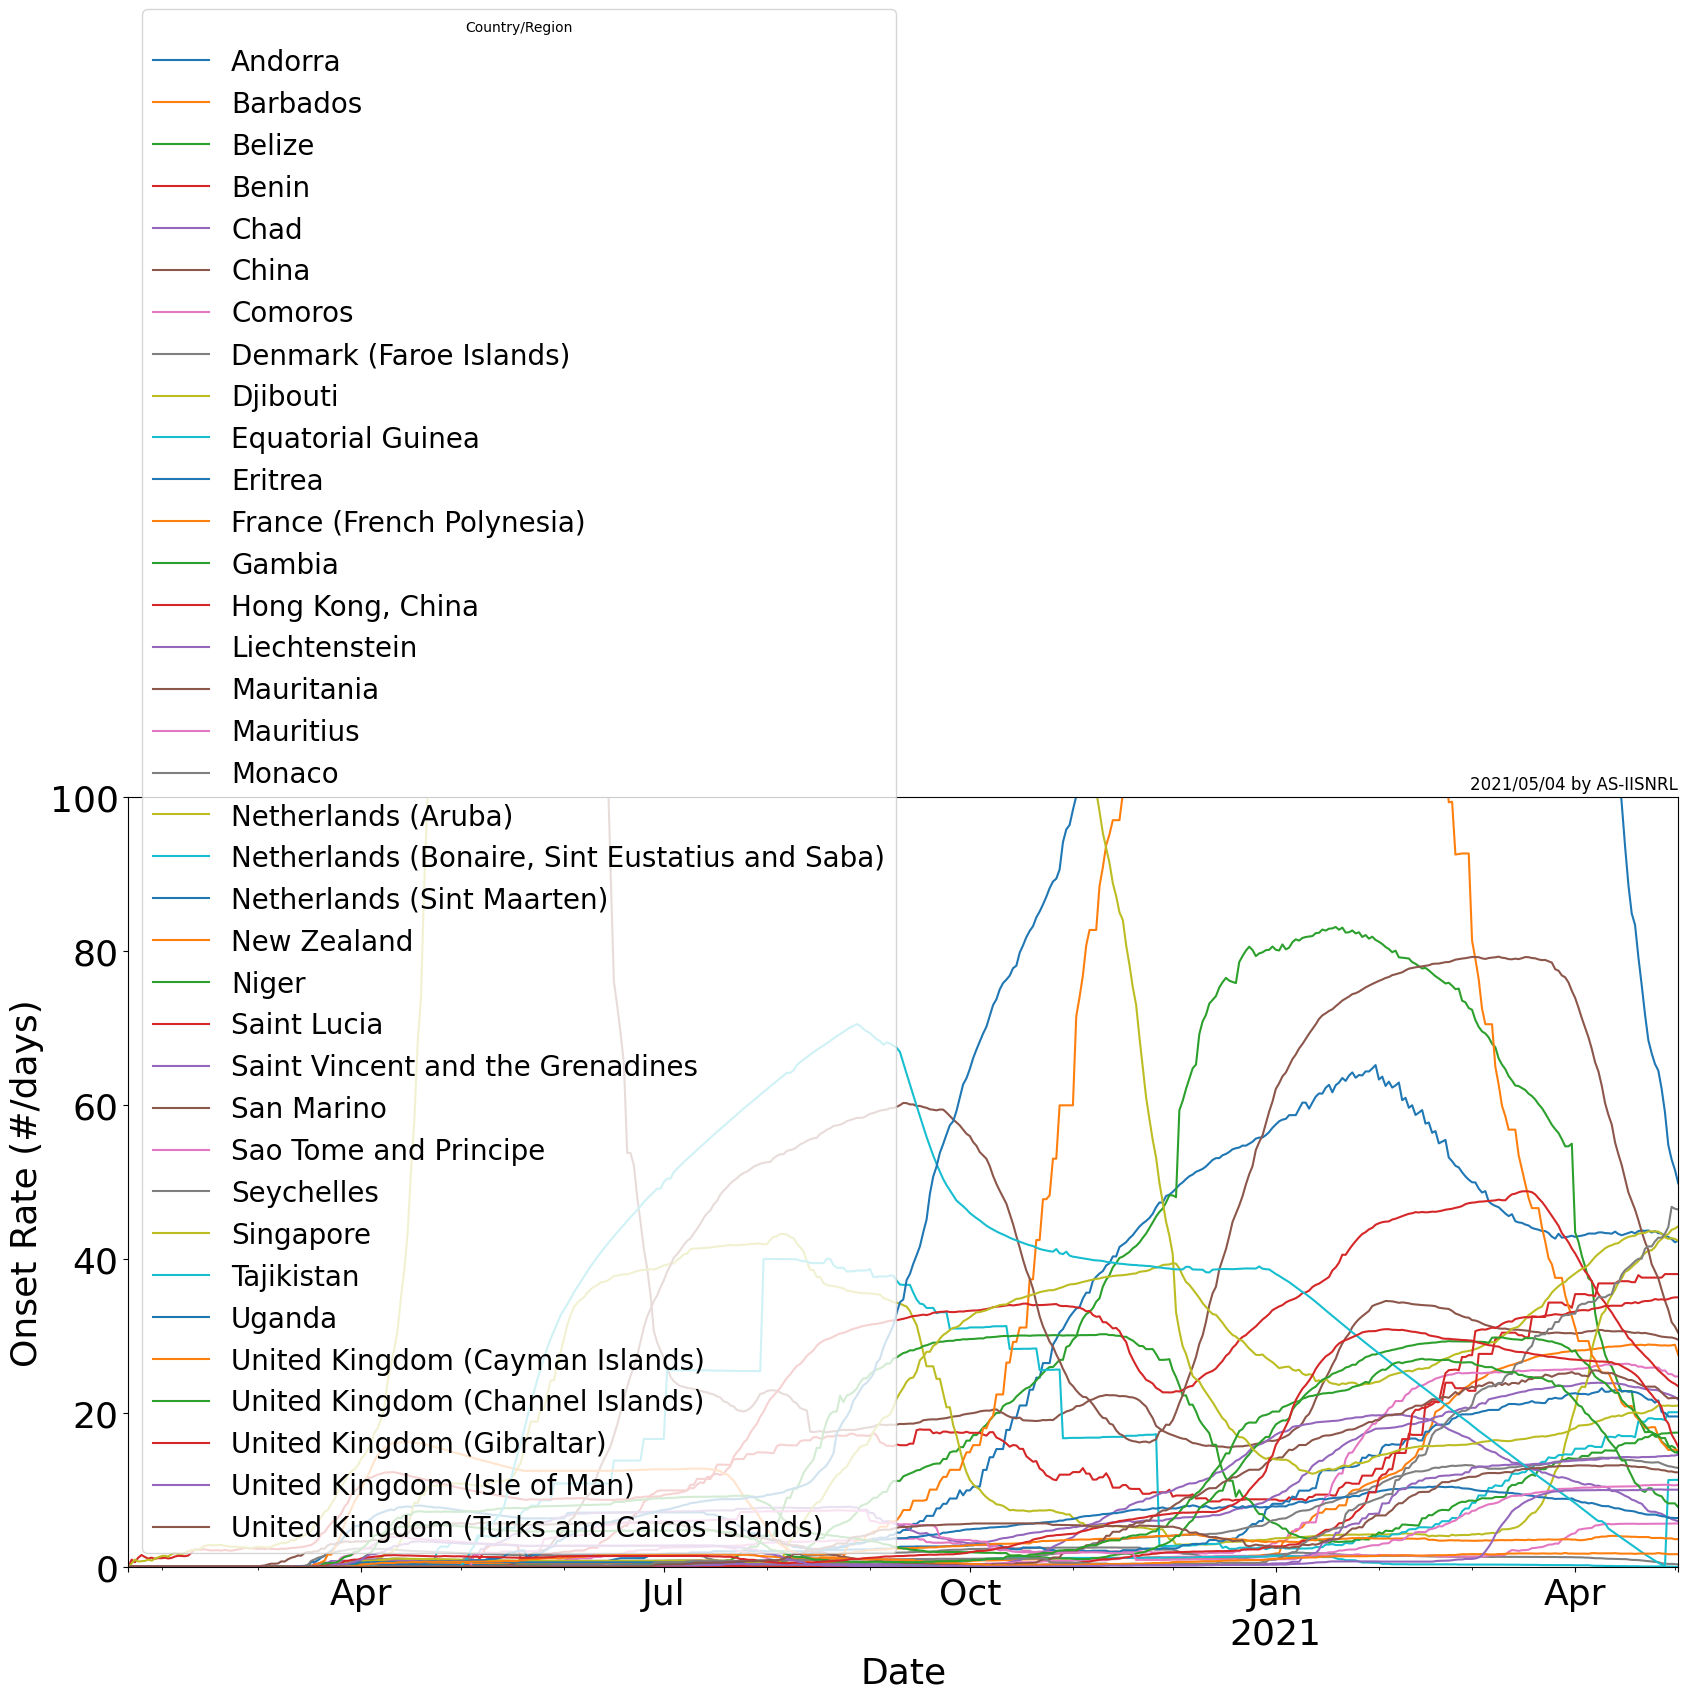 Country/Region
Andorra
Barbados
Belize
Benin
Chad
China
Comoros
Denmark (Faroe Islands)
Djibouti
Equatorial Guinea
Eritrea
France (French Polynesia)
Gambia
Hong Kong, China
Liechtenstein
Mauritania
Mauritius
Monaco
Netherlands (Aruba)
Netherlands (Bonaire, Sint Eustatius and Saba)
Netherlands (Sint Maarten)
New Zealand
Niger
Saint Lucia
Saint Vincent and the Grenadines
San Marino
Sao Tome and Principe
Seychelles
Singapore
Tajikistan
Uganda
United Kingdom (Cayman Islands)
United Kingdom (Channel Islands)
United Kingdom (Gibraltar)
United Kingdom (Isle of Man)
United Kingdom (Turks and Caicos Islands)
2021/05/04 by AS-IISNRL
100
80
60
40
20
0
Onset Rate (#/days)
Apr
Jul
Oct
Jan
2021
Apr
Date